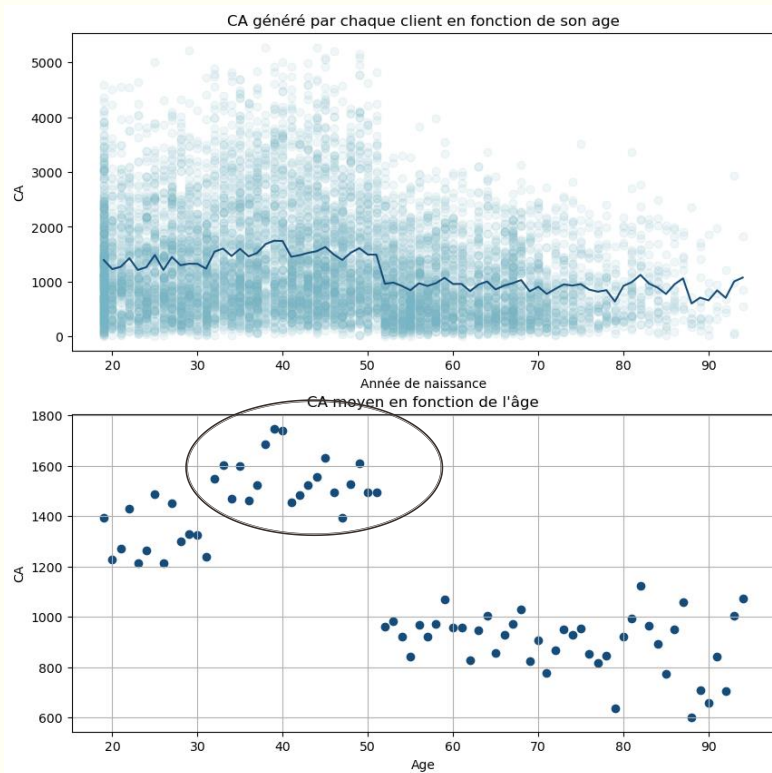 CA généré par chaque client en fonction de son age
5000
4000
3000
2000
1000
0
CA
20 30 40 50 60 70 80 90
Année de naissance
CA moyen en fonction de l'âge
1800
1600
1400
1200
1000
800
600
CA
20 30 40 50 60 70 80 90
Age